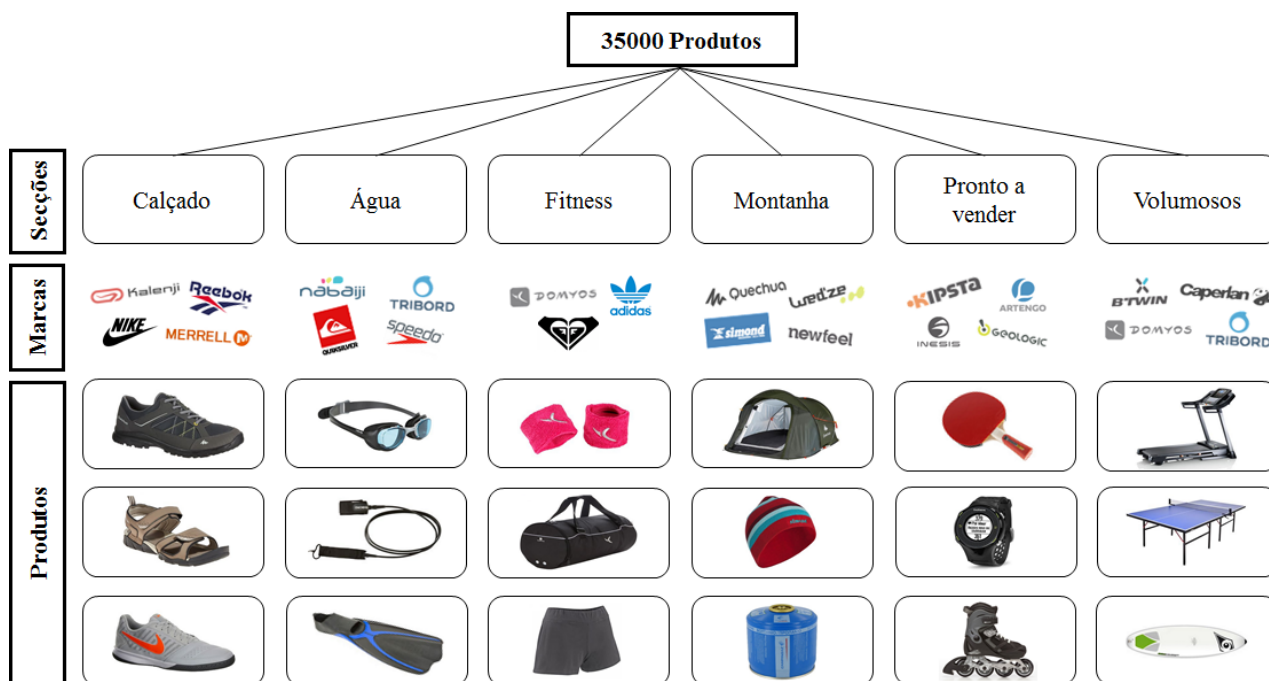 35000 Produtos
Secções
Calçado
Água
Fitness
Montanha
Pronto a
vender
Volumosos
Marcas
Kalenji
Reebok
NIKE
MERRELL
nabaiji
TRIBORD
QUIKSILVER
speedo
DOMYOS
adidas
Quechua
wed'ze
simond
newfeel
KIPSTA
ARTENGO
INESIS
GEOLOGIC
B'TWIN
Caperlan
DOMYOS
TRIBORD
Produtos